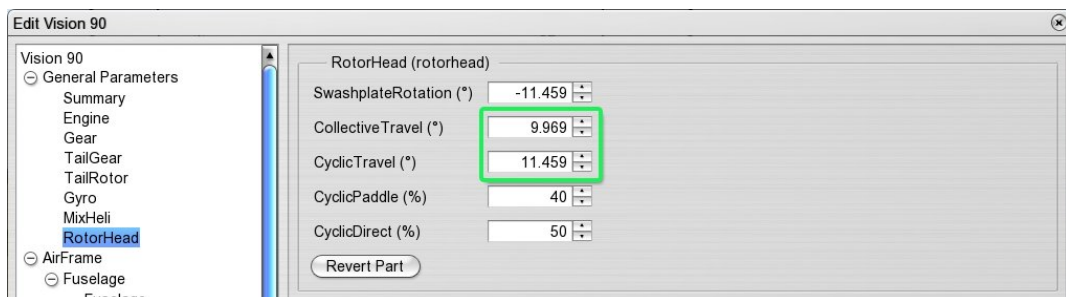 Edit Vision 90
Vision 90
General Parameters
Summary
Engine
Gear
TailGear
TailRotor
Gyro
MixHeli
RotorHead
AirFrame
Fuselage
RotorHead (rotorhead)
SwashplateRotation (°) -11.459
CollectiveTravel (°) 9.969
CyclicTravel (°) 11.459
CyclicPaddle (%) 40
CyclicDirect (%) 50
Revert Part